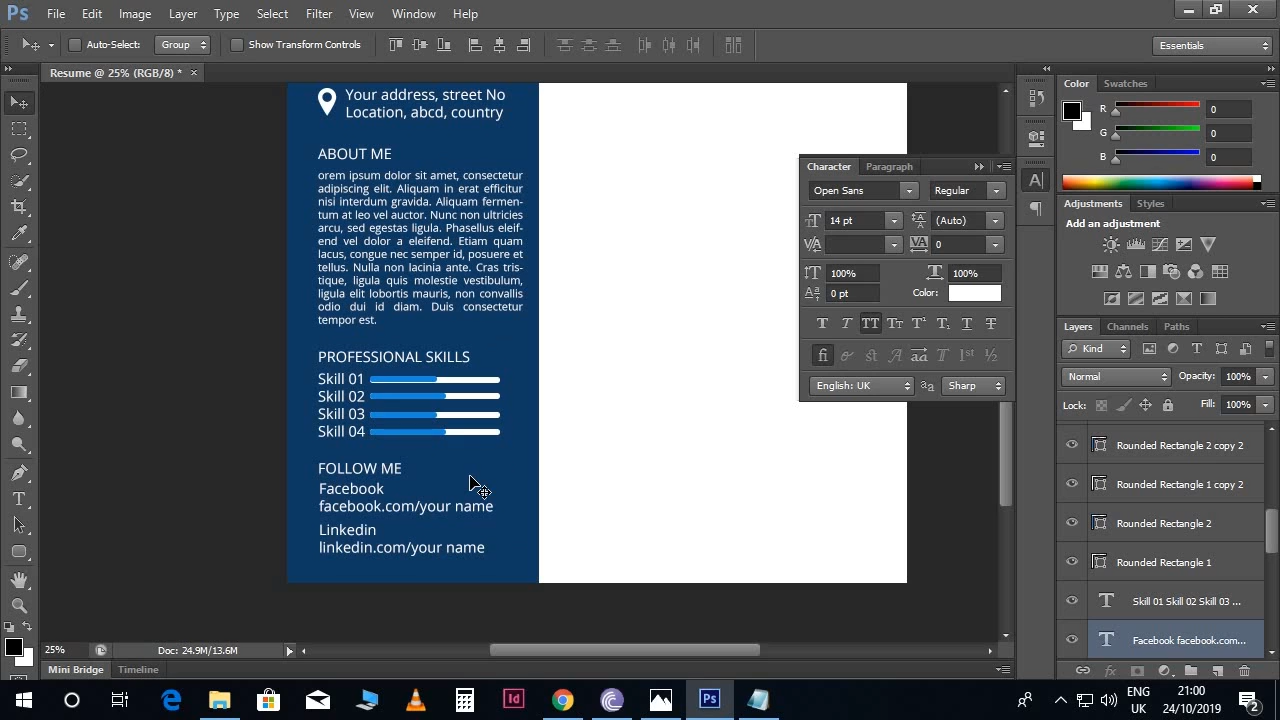 Ps File Edit Image Layer Type Select Filter View Window Help
Auto-Select: Group Show Transform Controls Essentials
Resume @ 25% (RGB/8) * ×
Your address, street No
Location, abcd, country
ABOUT ME
orem ipsum dolor sit amet, consectetur
adipiscing elit. Aliquam in erat efficitur
nisi interdum gravida. Aliquam fermen-
tum at leo vel auctor. Nunc non ultricies
arcu, sed egestas ligula. Phasellus eleif-
end vel dolor a eleifend. Etiam quam
lacus, congue nec semper id, posuere et
tellus. Nulla non lacinia ante. Cras tris-
tique, ligula quis molestie vestibulum,
ligula elit lobortis mauris, non convallis
odio dui id diam. Duis consectetur
tempor est.
PROFESSIONAL SKILLS
Skill 01
Skill 02
Skill 03
Skill 04
FOLLOW ME
Facebook
facebook.com/your name
Linkedin
linkedin.com/your name
Character Paragraph
Open Sans Regular
14 pt (Auto)
0
100% 100%
0 pt Color:
English: UK Sharp
Color Swatches
R 0
G 0
B 0
Adjustments Styles
Add an adjustment
Layers Channels Paths
Kind
Normal Opacity: 100%
Lock: Fill: 100%
Rounded Rectangle 2 copy 2
Rounded Rectangle 1 copy 2
Rounded Rectangle 2
Rounded Rectangle 1
Skill 01 Skill 02 Skill 03 ...
Facebook facebook.com...
25% Doc: 24.9M/13.6M
Mini Bridge Timeline
Id Ps
ENG
UK
21:00
24/10/2019
2